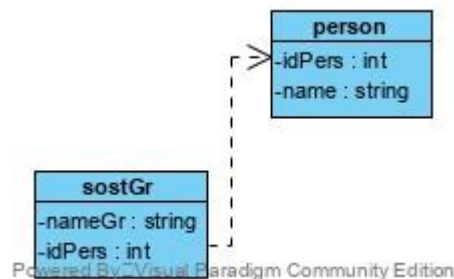 person
-idPers : int
-name : string
sostGr
-nameGr : string
-idPers : int
Powered By Visual Paradigm Community Edition